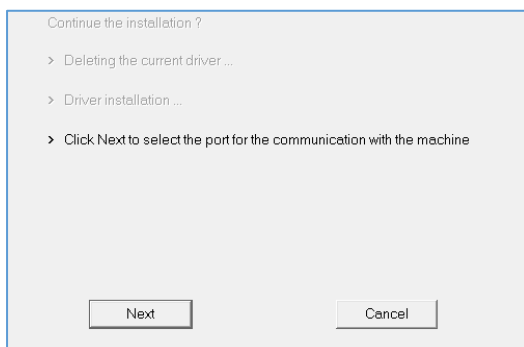 Continue the installation ?
> Deleting the current driver ...
> Driver installation ...
> Click Next to select the port for the communication with the machine
Next
Cancel